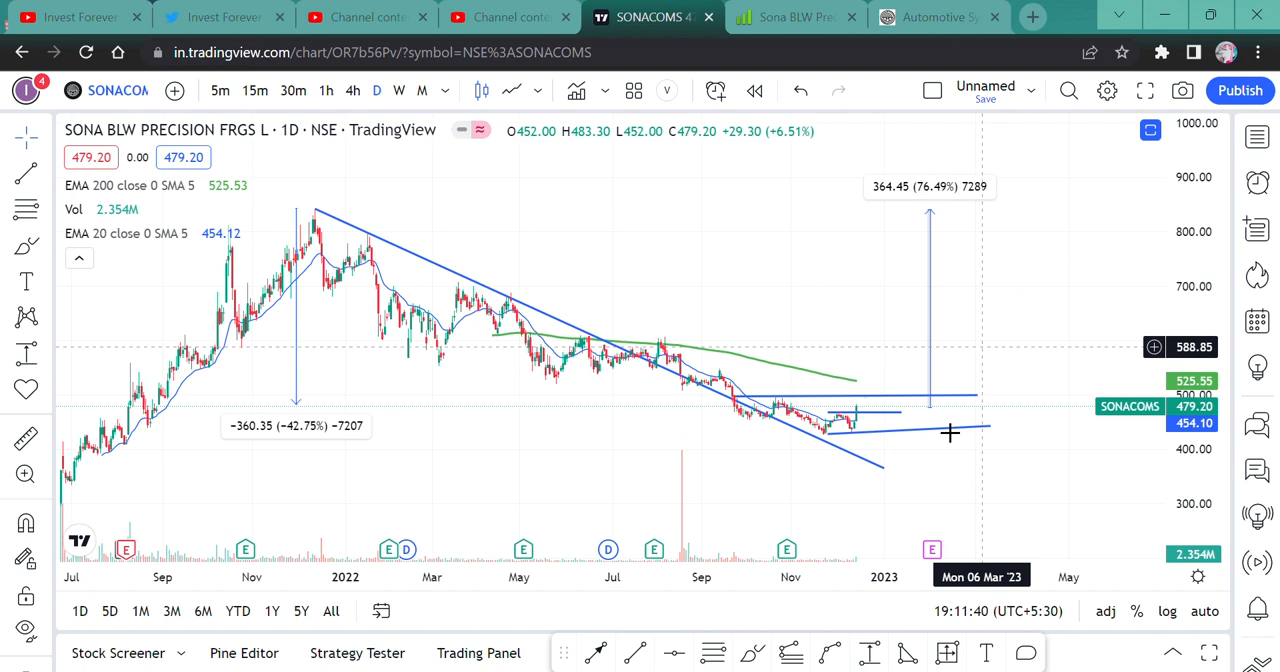 Invest Forever
Invest Forever
Channel conte
Channel conte
SONACOMS 47
Sona BLW Prec
Automotive Sy
in.tradingview.com/chart/OR7b56Pv/?symbol=NSE%3ASONACOMS
I 4 SONACOM 5m 15m 30m 1h 4h D W M V Unnamed Save Publish
SONA BLW PRECISION FRGS L · 1D · NSE · TradingView O452.00 H483.30 L452.00 C479.20 +29.30 (+6.51%)
479.20 0.00 479.20
EMA 200 close 0 SMA 5 525.53
Vol 2.354M
EMA 20 close 0 SMA 5 454.12
364.45 (76.49%) 7289
−360.35 (−42.75%) −7207
1000.00
900.00
800.00
700.00
600.00
588.85
525.55
500.00
SONACOMS 479.20
454.10
400.00
300.00
2.354M
E E E D E D E E E
Jul Sep Nov 2022 Mar May Jul Sep Nov 2023 Mon 06 Mar '23 May
1D 5D 1M 3M 6M YTD 1Y 5Y All 19:11:40 (UTC+5:30) adj % log auto
Stock Screener Pine Editor Strategy Tester Trading Panel T